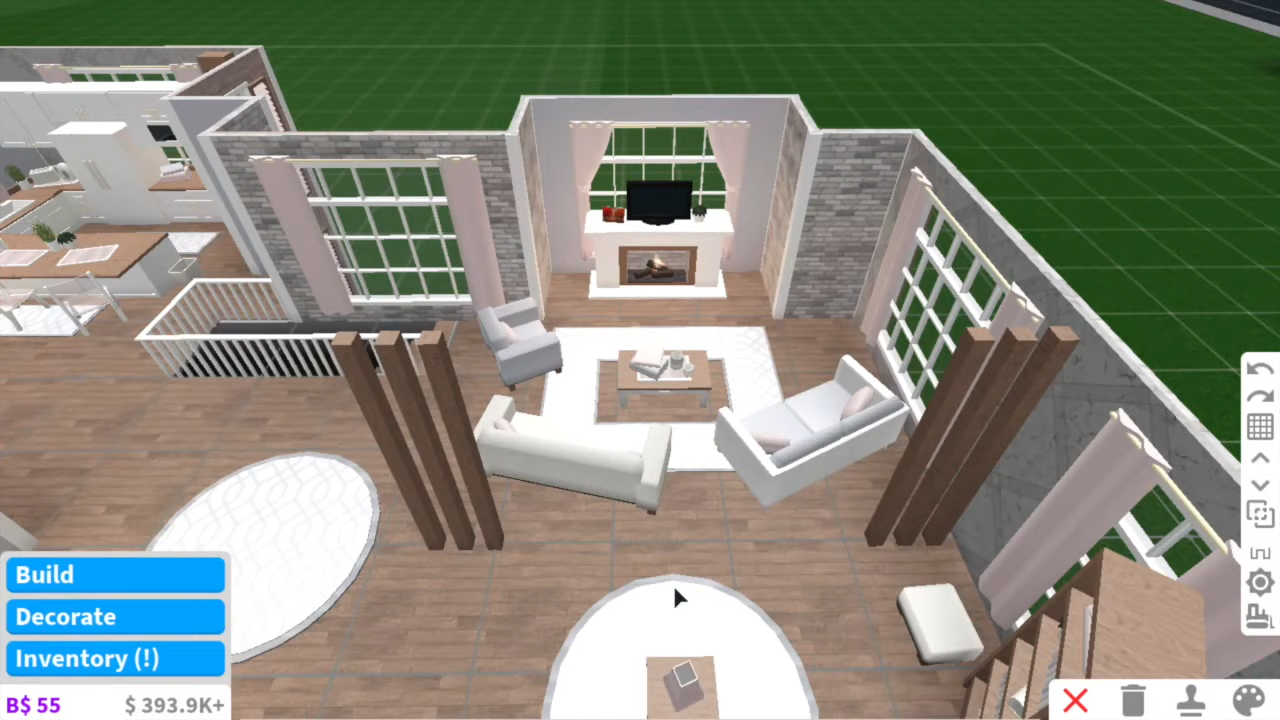 Build
Decorate
Inventory (!)
B$ 55
$ 393.9K+